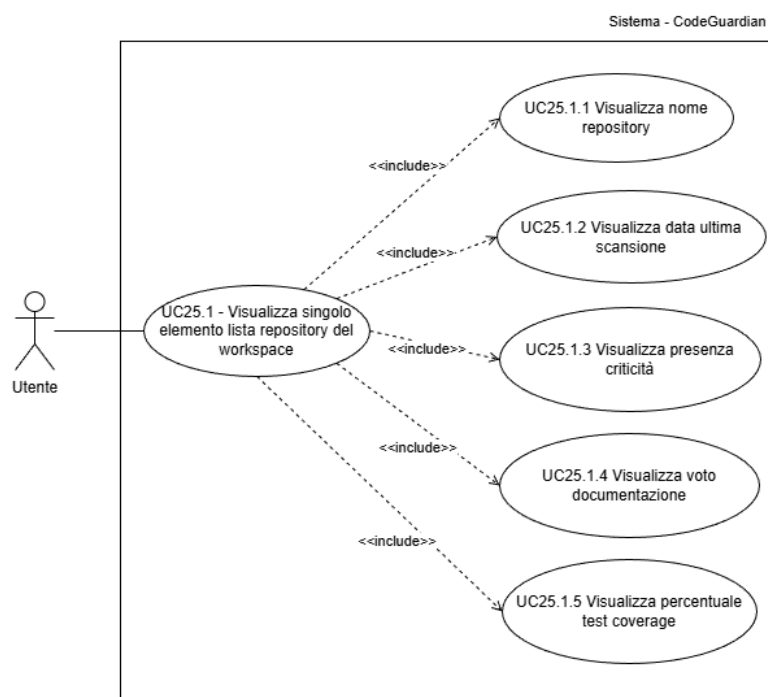 Sistema - CodeGuardian
UC25.1.1 Visualizza nome
repository
<<include>>
UC25.1.2 Visualizza data ultima
scansione
<<include>>
UC25.1 - Visualizza singolo
elemento lista repository del
workspace
Utente
UC25.1.3 Visualizza presenza
criticità
<<include>>
UC25.1.4 Visualizza voto
documentazione
<<include>>
UC25.1.5 Visualizza percentuale
test coverage
<<include>>